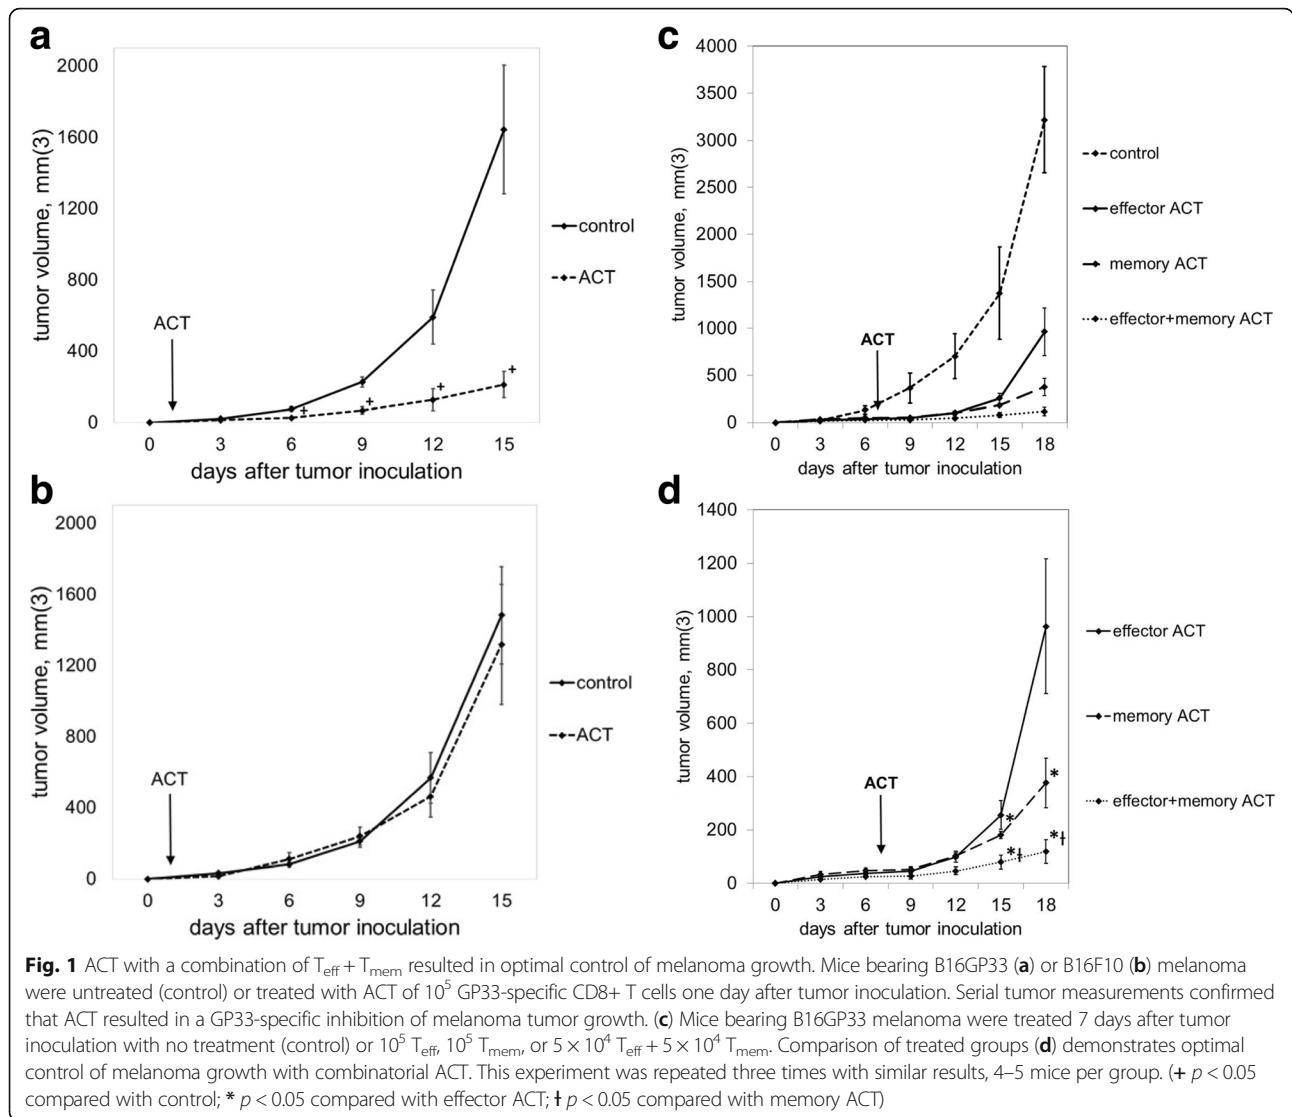 a
2000
1600
1200
800
400
0
tumor volume, mm(3)
ACT
+
+
+
+
0 3 6 9 12 15
days after tumor inoculation
control
ACT
b
2000
1600
1200
800
400
0
tumor volume, mm(3)
ACT
0 3 6 9 12 15
days after tumor inoculation
control
ACT
c
4000
3500
3000
2500
2000
1500
1000
500
0
tumor volume, mm(3)
ACT
0 3 6 9 12 15 18
days after tumor inoculation
control
effector ACT
memory ACT
effector+memory ACT
d
1400
1200
1000
800
600
400
200
0
tumor volume, mm(3)
ACT
*
*
*ƚ
*ƚ
0 3 6 9 12 15 18
days after tumor inoculation
effector ACT
memory ACT
effector+memory ACT
Fig. 1 ACT with a combination of Teff + Tmem resulted in optimal control of melanoma growth. Mice bearing B16GP33 (a) or B16F10 (b) melanoma
were untreated (control) or treated with ACT of 10⁵ GP33-specific CD8+ T cells one day after tumor inoculation. Serial tumor measurements confirmed
that ACT resulted in a GP33-specific inhibition of melanoma tumor growth. (c) Mice bearing B16GP33 melanoma were treated 7 days after tumor
inoculation with no treatment (control) or 10⁵ Teff, 10⁵ Tmem, or 5 × 10⁴ Teff + 5 × 10⁴ Tmem. Comparison of treated groups (d) demonstrates optimal
control of melanoma growth with combinatorial ACT. This experiment was repeated three times with similar results, 4–5 mice per group. (+ p < 0.05
compared with control; * p < 0.05 compared with effector ACT; ƚ p < 0.05 compared with memory ACT)